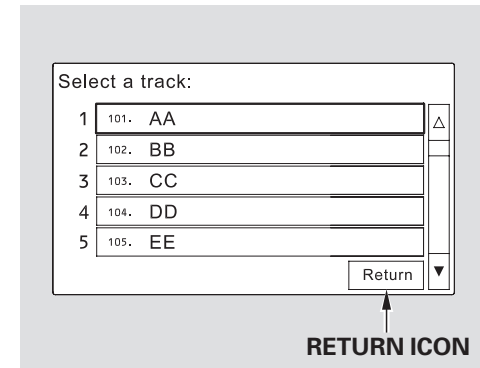 Select a track:
1 101. AA
2 102. BB
3 103. CC
4 104. DD
5 105. EE
Return
RETURN ICON